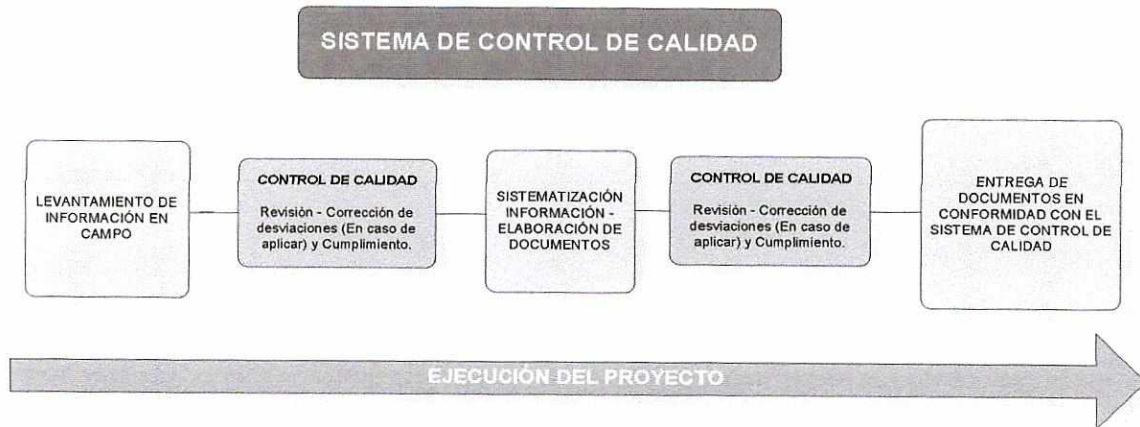 SISTEMA DE CONTROL DE CALIDAD
LEVANTAMIENTO DE
INFORMACIÓN EN
CAMPO
CONTROL DE CALIDAD
Revisión - Corrección de
desviaciones (En caso de
aplicar) y Cumplimiento.
SISTEMATIZACIÓN
INFORMACIÓN -
ELABORACIÓN DE
DOCUMENTOS
CONTROL DE CALIDAD
Revisión - Corrección de
desviaciones (En caso de
aplicar) y Cumplimiento.
ENTREGA DE
DOCUMENTOS EN
CONFORMIDAD CON EL
SISTEMA DE CONTROL DE
CALIDAD
EJECUCIÓN DEL PROYECTO